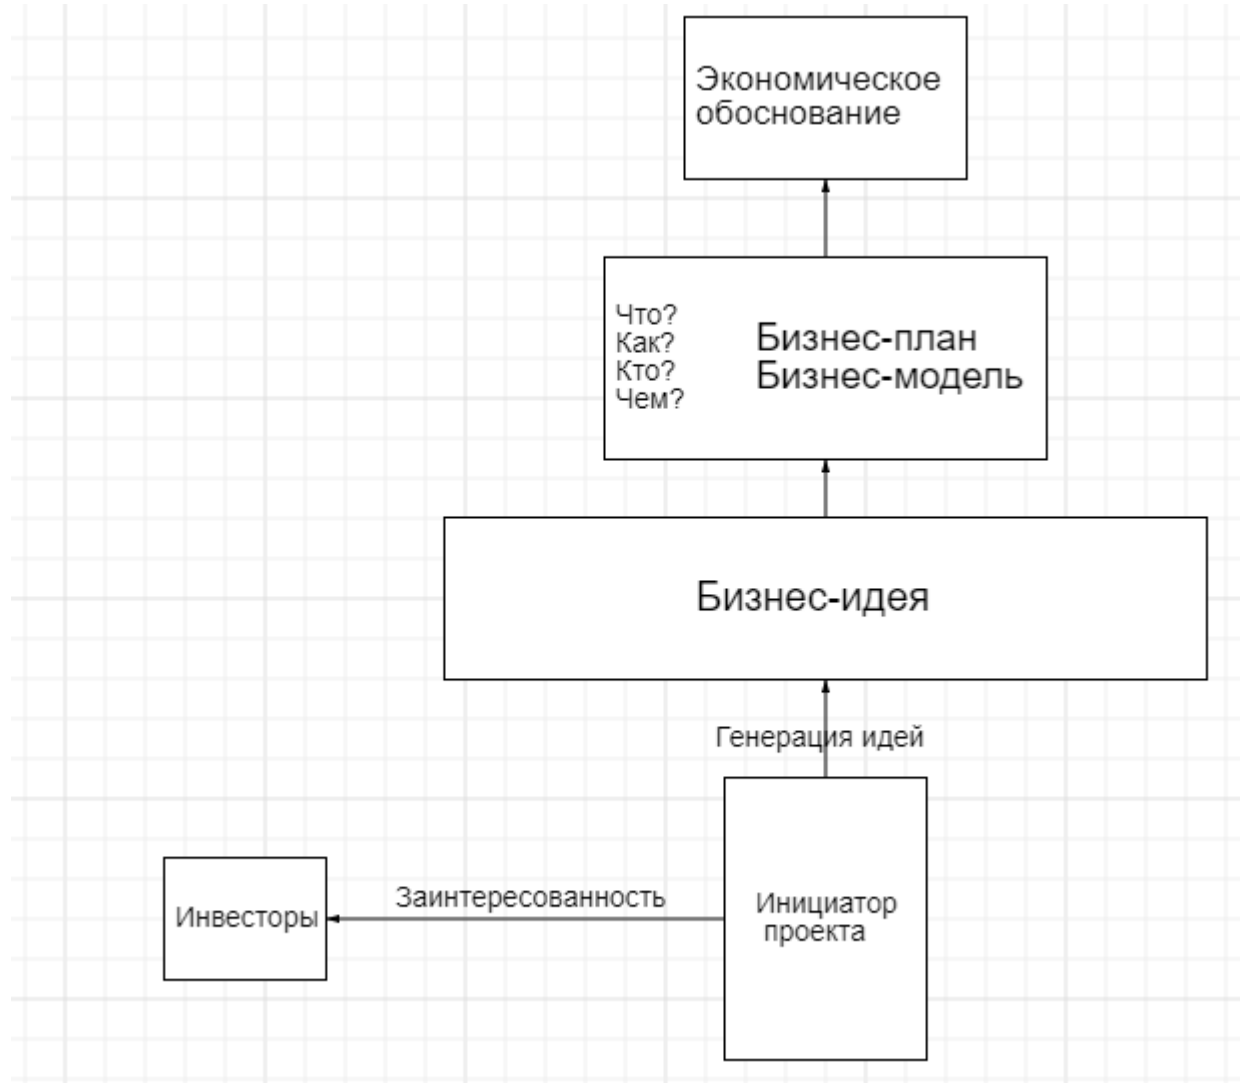 Экономическое
обоснование
Что?
Как?
Кто?
Чем?
Бизнес-план
Бизнес-модель
Бизнес-идея
Генерация идей
Заинтересованность
Инвесторы
Инициатор
проекта